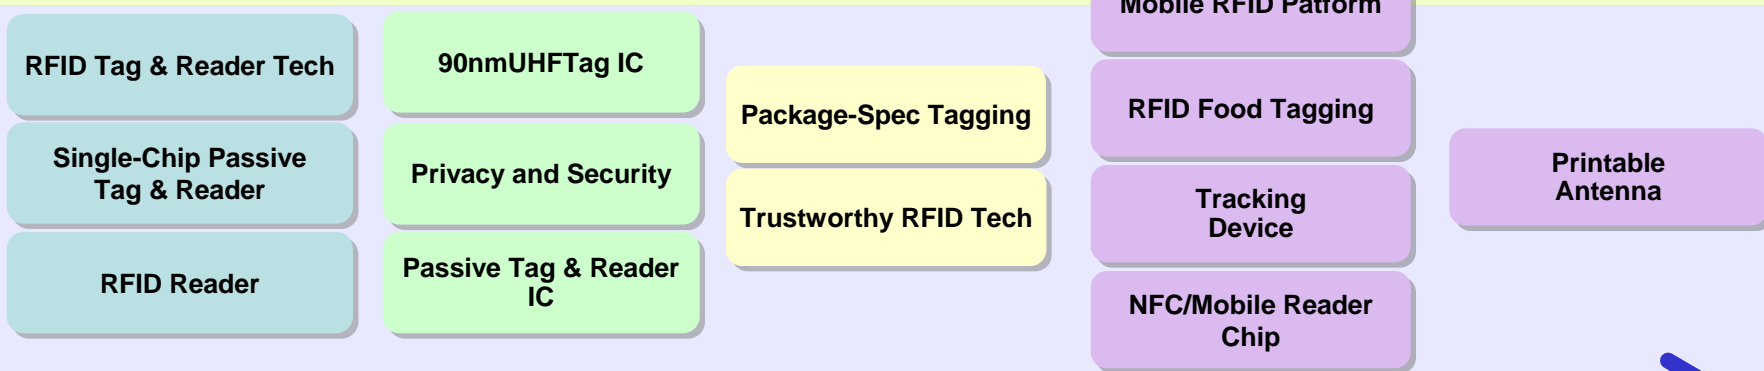 RFID Tag & Reader Tech
Single-Chip Passive
Tag & Reader
RFID Reader
90nmUHFTag IC
Privacy and Security
Passive Tag & Reader
IC
Package-Spec Tagging
Trustworthy RFID Tech
Mobile RFID Patform
RFID Food Tagging
Tracking
Device
NFC/Mobile Reader
Chip
Printable
Antenna